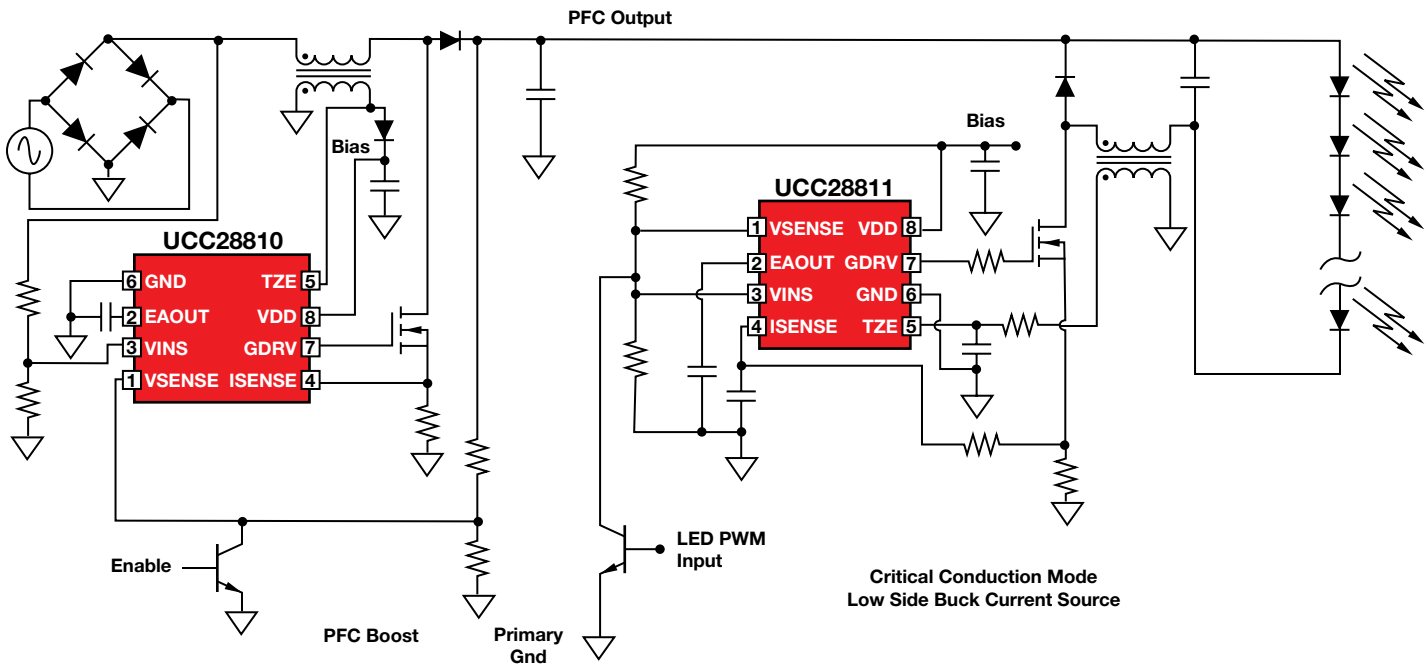 PFC Output
Bias
Bias
UCC28810
6 GND TZE 5
2 EAOUT VDD 8
3 VINS GDRV 7
1 VSENSE ISENSE 4
UCC28811
1 VSENSE VDD 8
2 EAOUT GDRV 7
3 VINS GND 6
4 ISENSE TZE 5
Enable
LED PWM
Input
PFC Boost
Primary
Gnd
Critical Conduction Mode
Low Side Buck Current Source